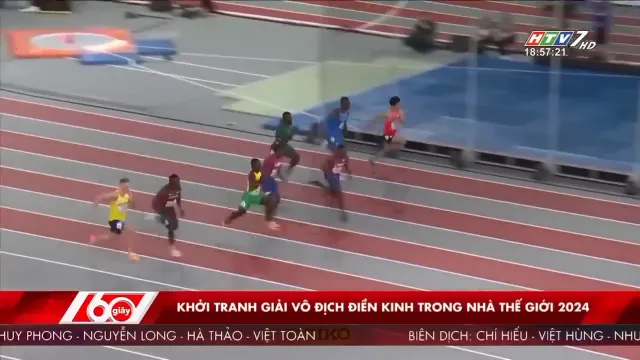 HTV7 HD
18:57:21
60 giây
KHỞI TRANH GIẢI VÔ ĐỊCH ĐIỀN KINH TRONG NHÀ THẾ GIỚI 2024
HUY PHONG - NGUYỄN LONG - HÀ THẢO - VIỆT TOÀN
BIÊN DỊCH: CHÍ HIẾU - VIỆT HÙNG - NHU